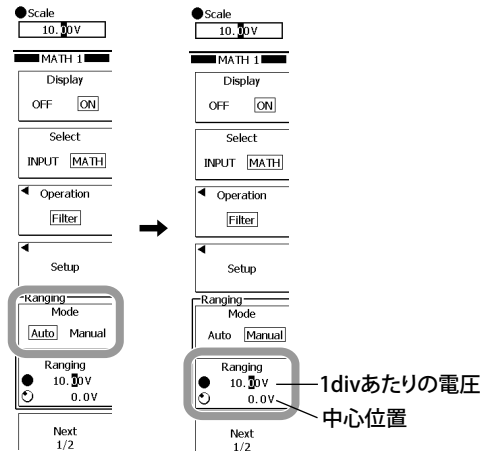 Scale
10.00V
MATH 1
Display
OFF ON
Select
INPUT MATH
Operation
Filter
Setup
Ranging
Mode
Auto Manual
Ranging
10.00V
0.0V
Next
1/2
→
Scale
10.00V
MATH 1
Display
OFF ON
Select
INPUT MATH
Operation
Filter
Setup
Ranging
Mode
Auto Manual
Ranging
10.00V
0.0V
Next
1/2
1divあたりの電圧
中心位置